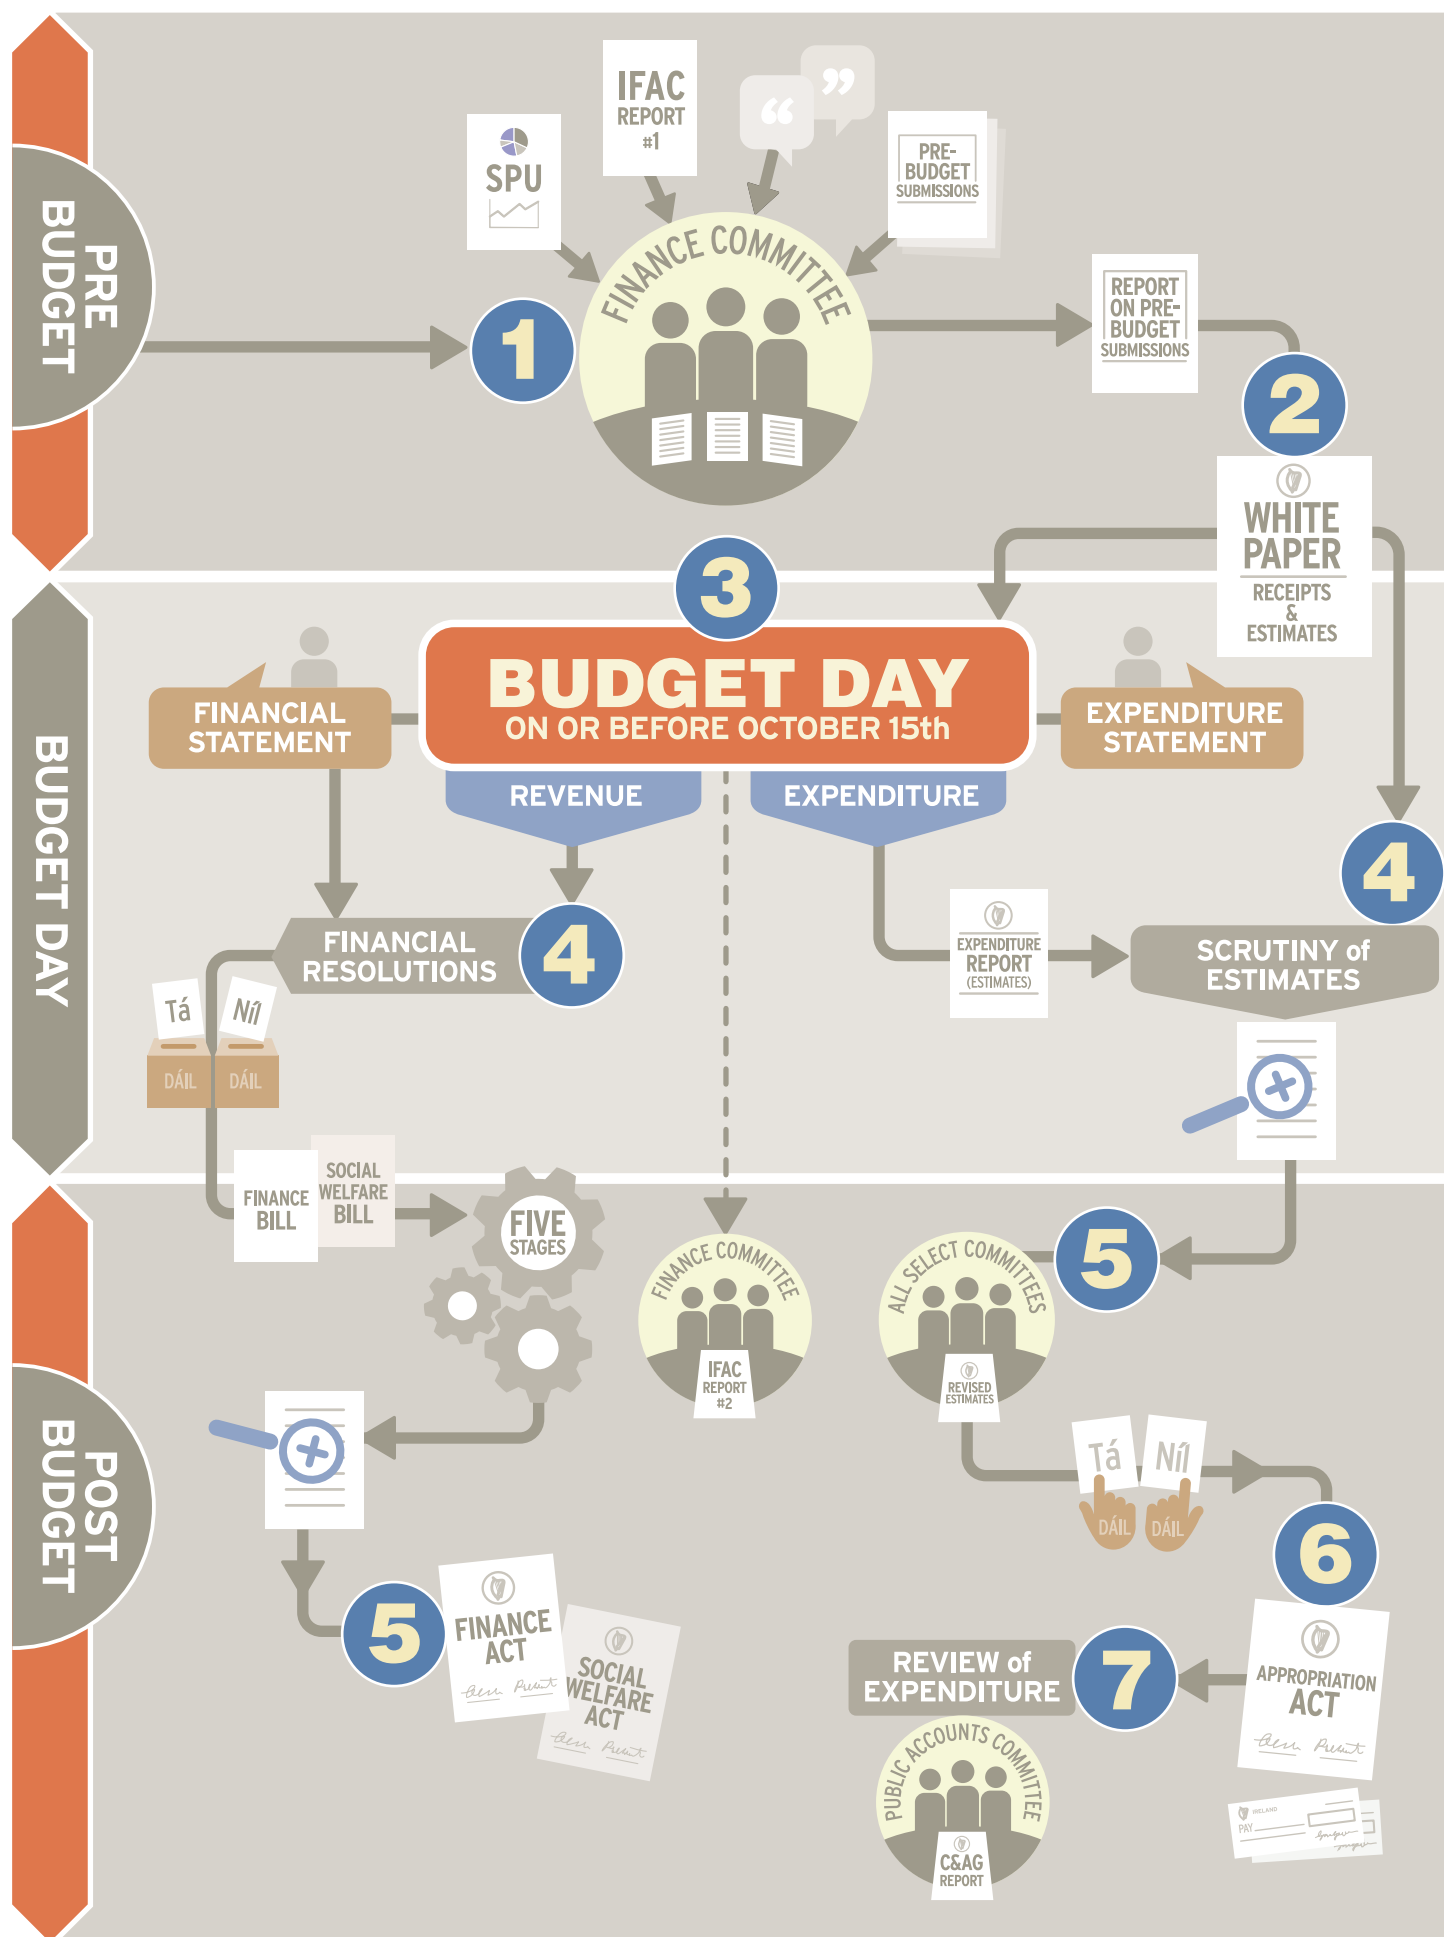 PRE
BUDGET
SPU
IFAC
REPORT
#1
“
”
PRE-
BUDGET
SUBMISSIONS
1
FINANCE COMMITTEE
REPORT
ON PRE-
BUDGET
SUBMISSIONS
2
WHITE
PAPER
RECEIPTS
&
ESTIMATES
BUDGET DAY
3
BUDGET DAY
ON OR BEFORE OCTOBER 15th
FINANCIAL
STATEMENT
EXPENDITURE
STATEMENT
REVENUE
EXPENDITURE
4
FINANCIAL
RESOLUTIONS
4
EXPENDITURE
REPORT
(ESTIMATES)
SCRUTINY of
ESTIMATES
Tá
Níl
DÁIL
DÁIL
POST
BUDGET
FINANCE
BILL
SOCIAL
WELFARE
BILL
FIVE
STAGES
FINANCE COMMITTEE
IFAC
REPORT
#2
ALL SELECT COMMITTEES
REVISED
ESTIMATES
5
Tá
Níl
DÁIL
DÁIL
6
5
FINANCE
ACT
SOCIAL
WELFARE
ACT
APPROPRIATION
ACT
7
REVIEW of
EXPENDITURE
PUBLIC ACCOUNTS COMMITTEE
C&AG
REPORT
IRELAND
PAY